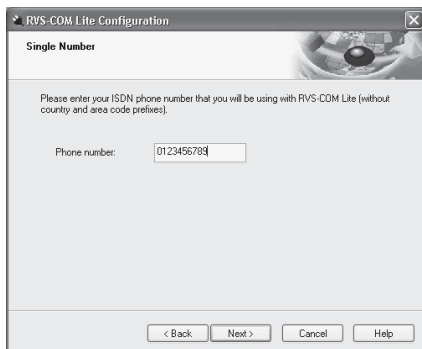 RVS-COM Lite Configuration
Single Number
Please enter your ISDN phone number that you will be using with RVS-COM Lite (without
country and area code prefixes).
Phone number: 0123456789
< Back Next > Cancel Help